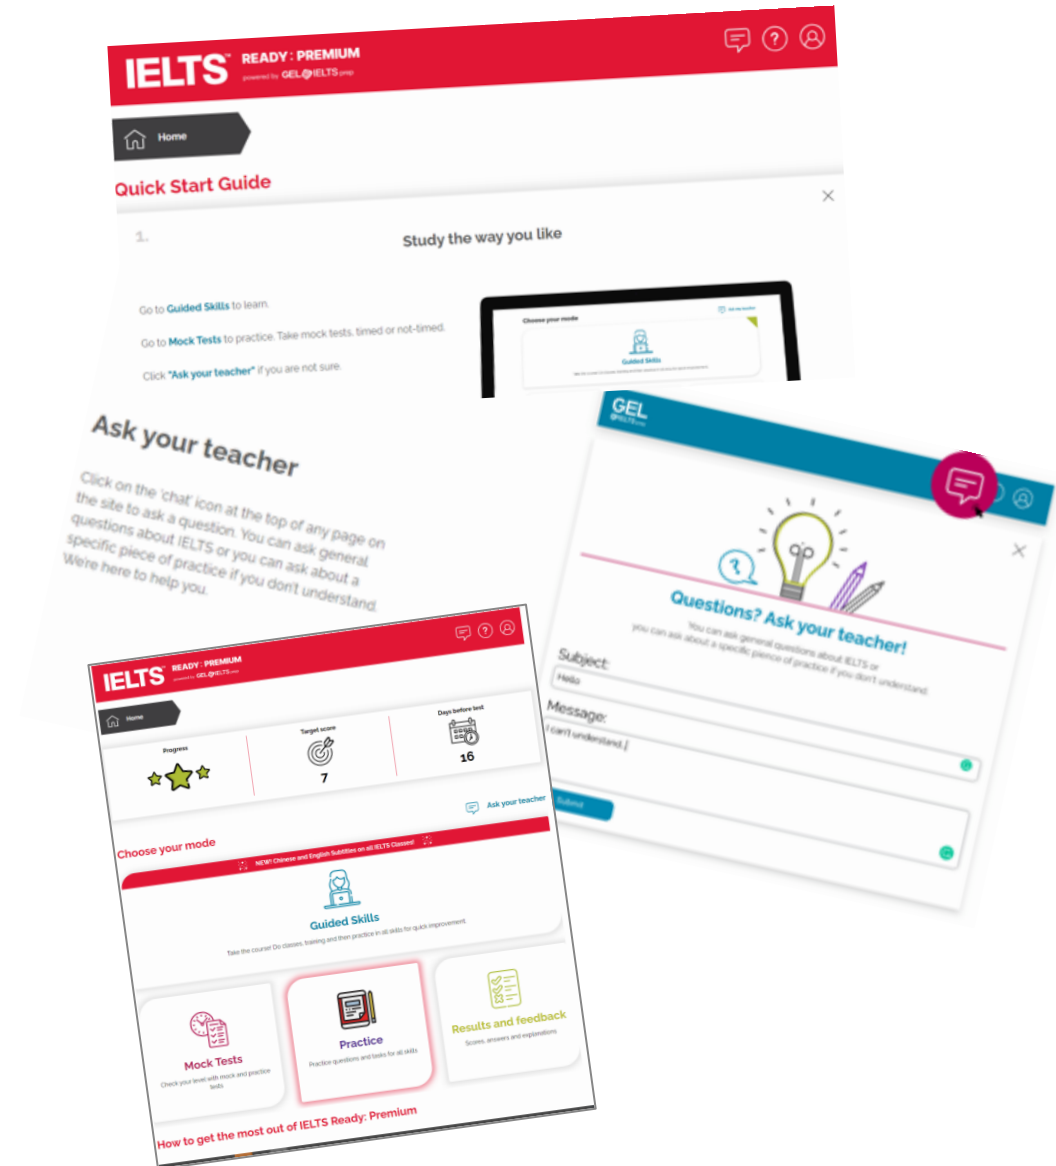 IELTS™ READY: PREMIUM
powered by GEL IELTS prep
Home
Quick Start Guide
1.
Study the way you like
Go to Guided Skills to learn.
Go to Mock Tests to practice. Take mock tests, timed or not-timed.
Click "Ask your teacher" if you are not sure.
Choose your mode
Guided Skills
Ask your teacher
Click on the 'chat' icon at the top of any page on
the site to ask a question. You can ask general
questions about IELTS or you can ask about a
specific piece of practice if you don't understand.
We're here to help you.
GEL
IELTS prep
Questions? Ask your teacher!
You can ask general questions about IELTS or
you can ask about a specific pierce of practice if you don't understand.
Subject:
Hello
Message:
I can't understand.
Submit
IELTS™ READY: PREMIUM
powered by GEL IELTS prep
Home
Progress
Target score
7
Days before test
16
Ask your teacher
Choose your mode
NEW! Chinese and English Subtitles on all IELTS Classes!
Guided Skills
Take the course! Do classes, training and then practice in all skills for quick improvement.
Mock Tests
Check your level with mock and practice
tests
Practice
Practice questions and tasks for all skills
Results and feedback
Scores, answers and explanations
How to get the most out of IELTS Ready: Premium